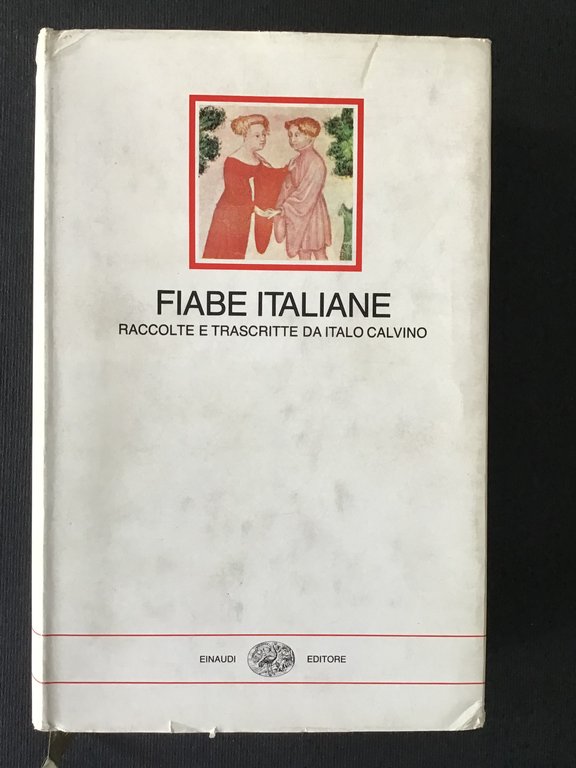 FIABE ITALIANE
RACCOLTE E TRASCRITTE DA ITALO CALVINO
EINAUDI EDITORE